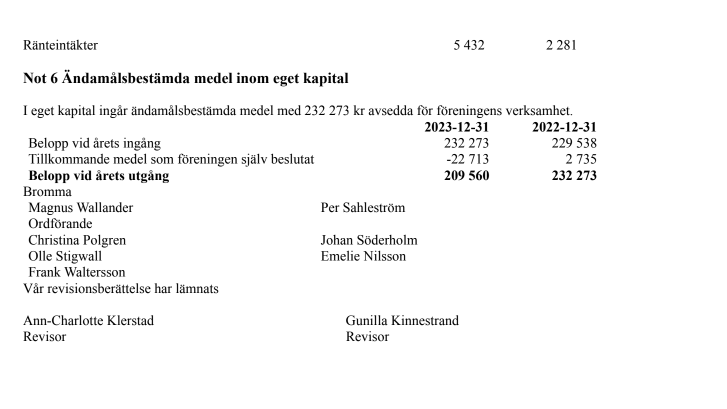 Ränteintäkter 5 432 2 281
Not 6 Ändamålsbestämda medel inom eget kapital
I eget kapital ingår ändamålsbestämda medel med 232 273 kr avsedda för föreningens verksamhet.
2023-12-31 2022-12-31
Belopp vid årets ingång 232 273 229 538
Tillkommande medel som föreningen själv beslutat -22 713 2 735
Belopp vid årets utgång 209 560 232 273
Bromma
Magnus Wallander Per Sahleström
Ordförande
Christina Polgren Johan Söderholm
Olle Stigwall Emelie Nilsson
Frank Waltersson
Vår revisionsberättelse har lämnats
Ann-Charlotte Klerstad Gunilla Kinnestrand
Revisor Revisor